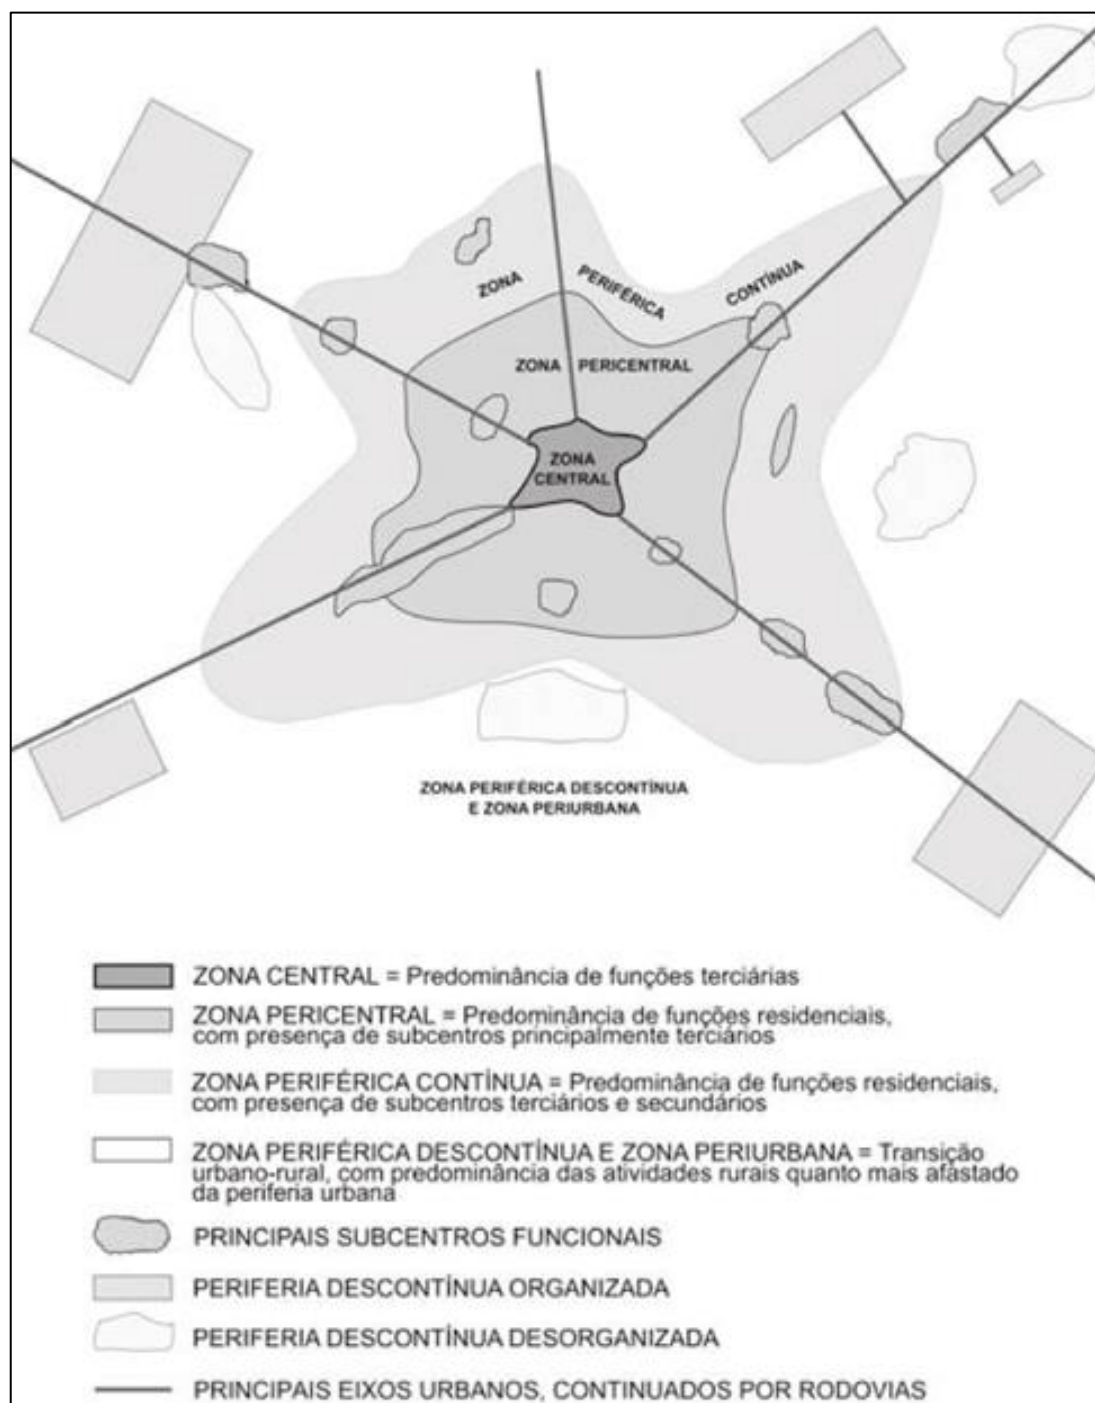 ZONA PERIFÉRICA CONTÍNUA
ZONA PERICENTRAL
ZONA
CENTRAL
ZONA PERIFÉRICA DESCONTÍNUA
E ZONA PERIURBANA
ZONA CENTRAL = Predominância de funções terciárias
ZONA PERICENTRAL = Predominância de funções residenciais,
com presença de subcentros principalmente terciários
ZONA PERIFÉRICA CONTÍNUA = Predominância de funções residenciais,
com presença de subcentros terciários e secundários
ZONA PERIFÉRICA DESCONTÍNUA E ZONA PERIURBANA = Transição
urbano-rural, com predominância das atividades rurais quanto mais afastado
da periferia urbana
PRINCIPAIS SUBCENTROS FUNCIONAIS
PERIFERIA DESCONTÍNUA ORGANIZADA
PERIFERIA DESCONTÍNUA DESORGANIZADA
PRINCIPAIS EIXOS URBANOS, CONTINUADOS POR RODOVIAS